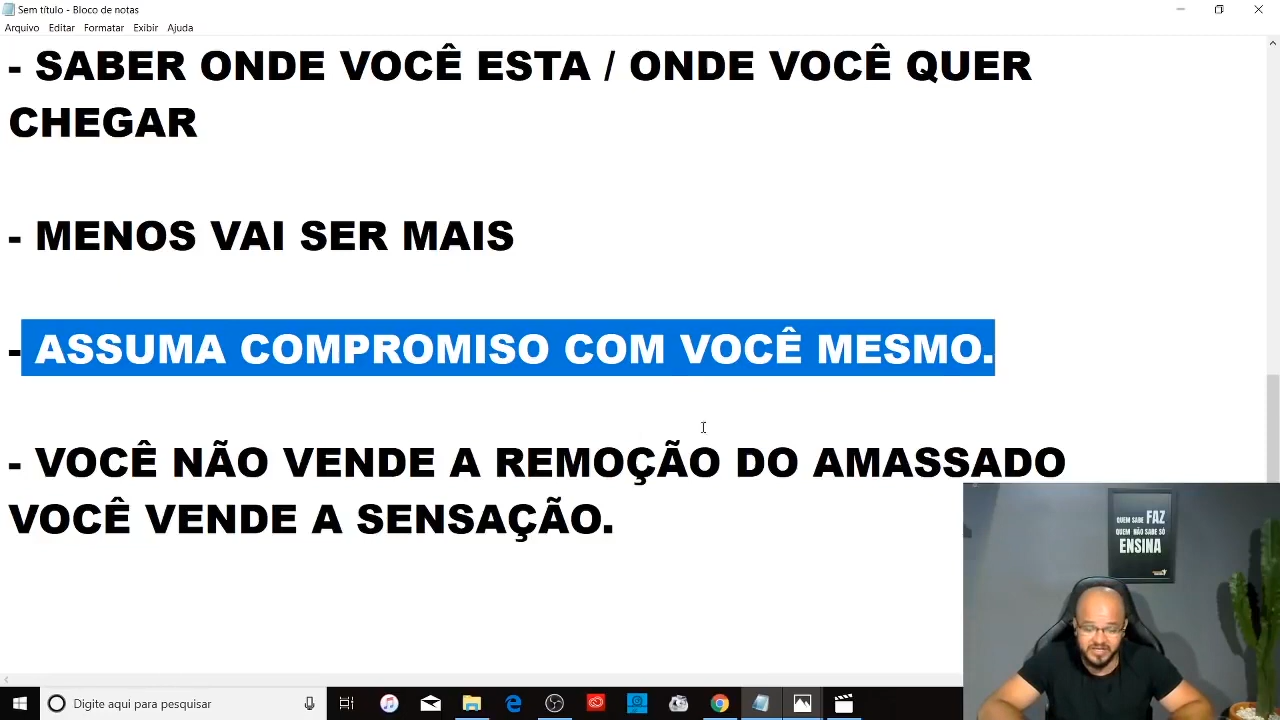 Sem título - Bloco de notas
Arquivo Editar Formatar Exibir Ajuda
- SABER ONDE VOCÊ ESTA / ONDE VOCÊ QUER
CHEGAR
- MENOS VAI SER MAIS
- ASSUMA COMPROMISO COM VOCÊ MESMO.
- VOCÊ NÃO VENDE A REMOÇÃO DO AMASSADO
VOCÊ VENDE A SENSAÇÃO.
QUEM SABE FAZ
QUEM NÃO SABE SÓ
ENSINA
Digite aqui para pesquisar